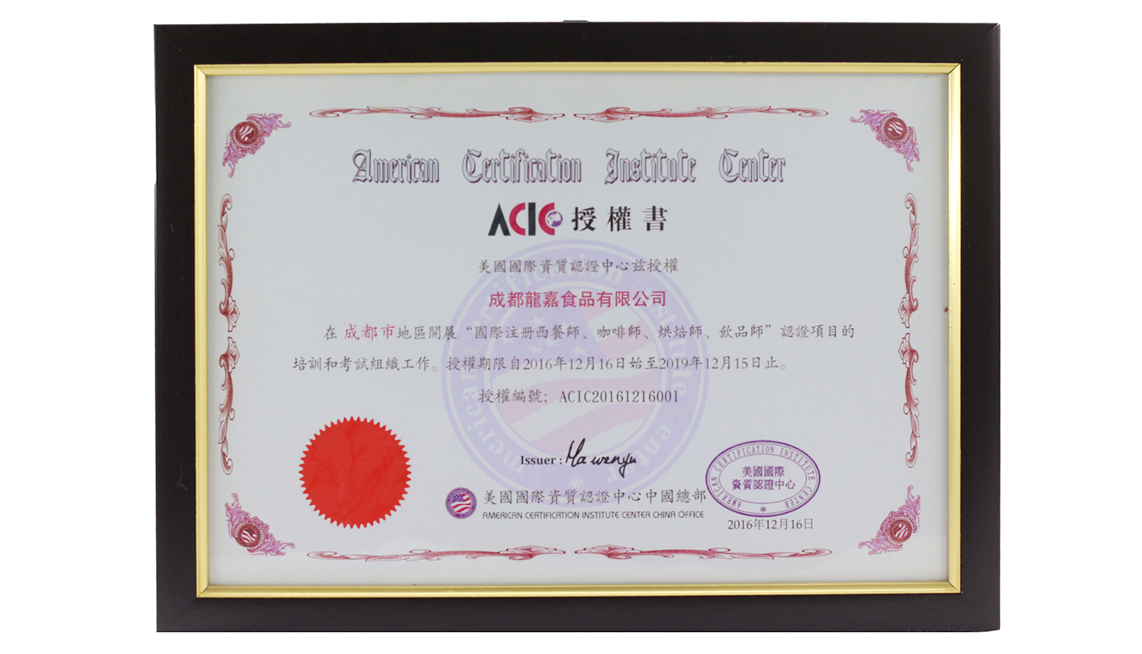 American Certification Institute Center
ACIC 授權書
美國國際資質認證中心兹授權
成都龍嘉食品有限公司
在 成都市地區開展“國際注册西餐師、咖啡師、烘焙師、飲品師”認證項目的
培訓和考試組織工作。授權期限自2016年12月16日始至2019年12月15日止。
授權編號: ACIC20161216001
Issuer: Ma wenyu
美國國際資質認證中心中國總部
AMERICAN CERTIFICATION INSTITUTE CENTER CHINA OFFICE
AMERICAN CERTIFICATION INSTITUTE CENTER
美國國際
資質認證中心
2016年12月16日